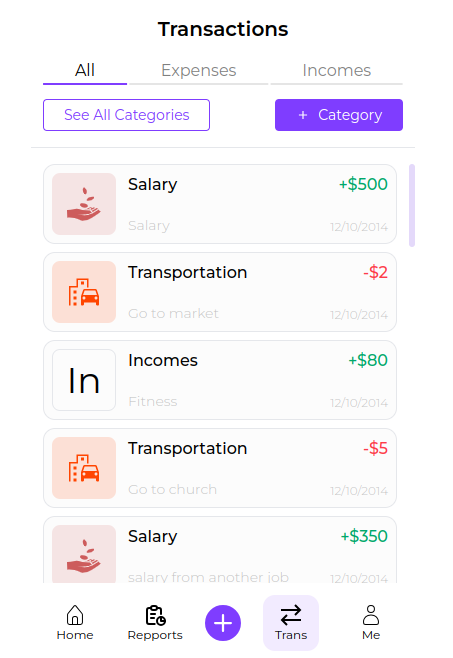 Transactions
All Expenses Incomes
See All Categories + Category
Salary +$500
Salary 12/10/2014
Transportation -$2
Go to market 12/10/2014
In Incomes +$80
Fitness 12/10/2014
Transportation -$5
Go to church 12/10/2014
Salary +$350
salary from another job 12/10/2014
Home Repports Trans Me